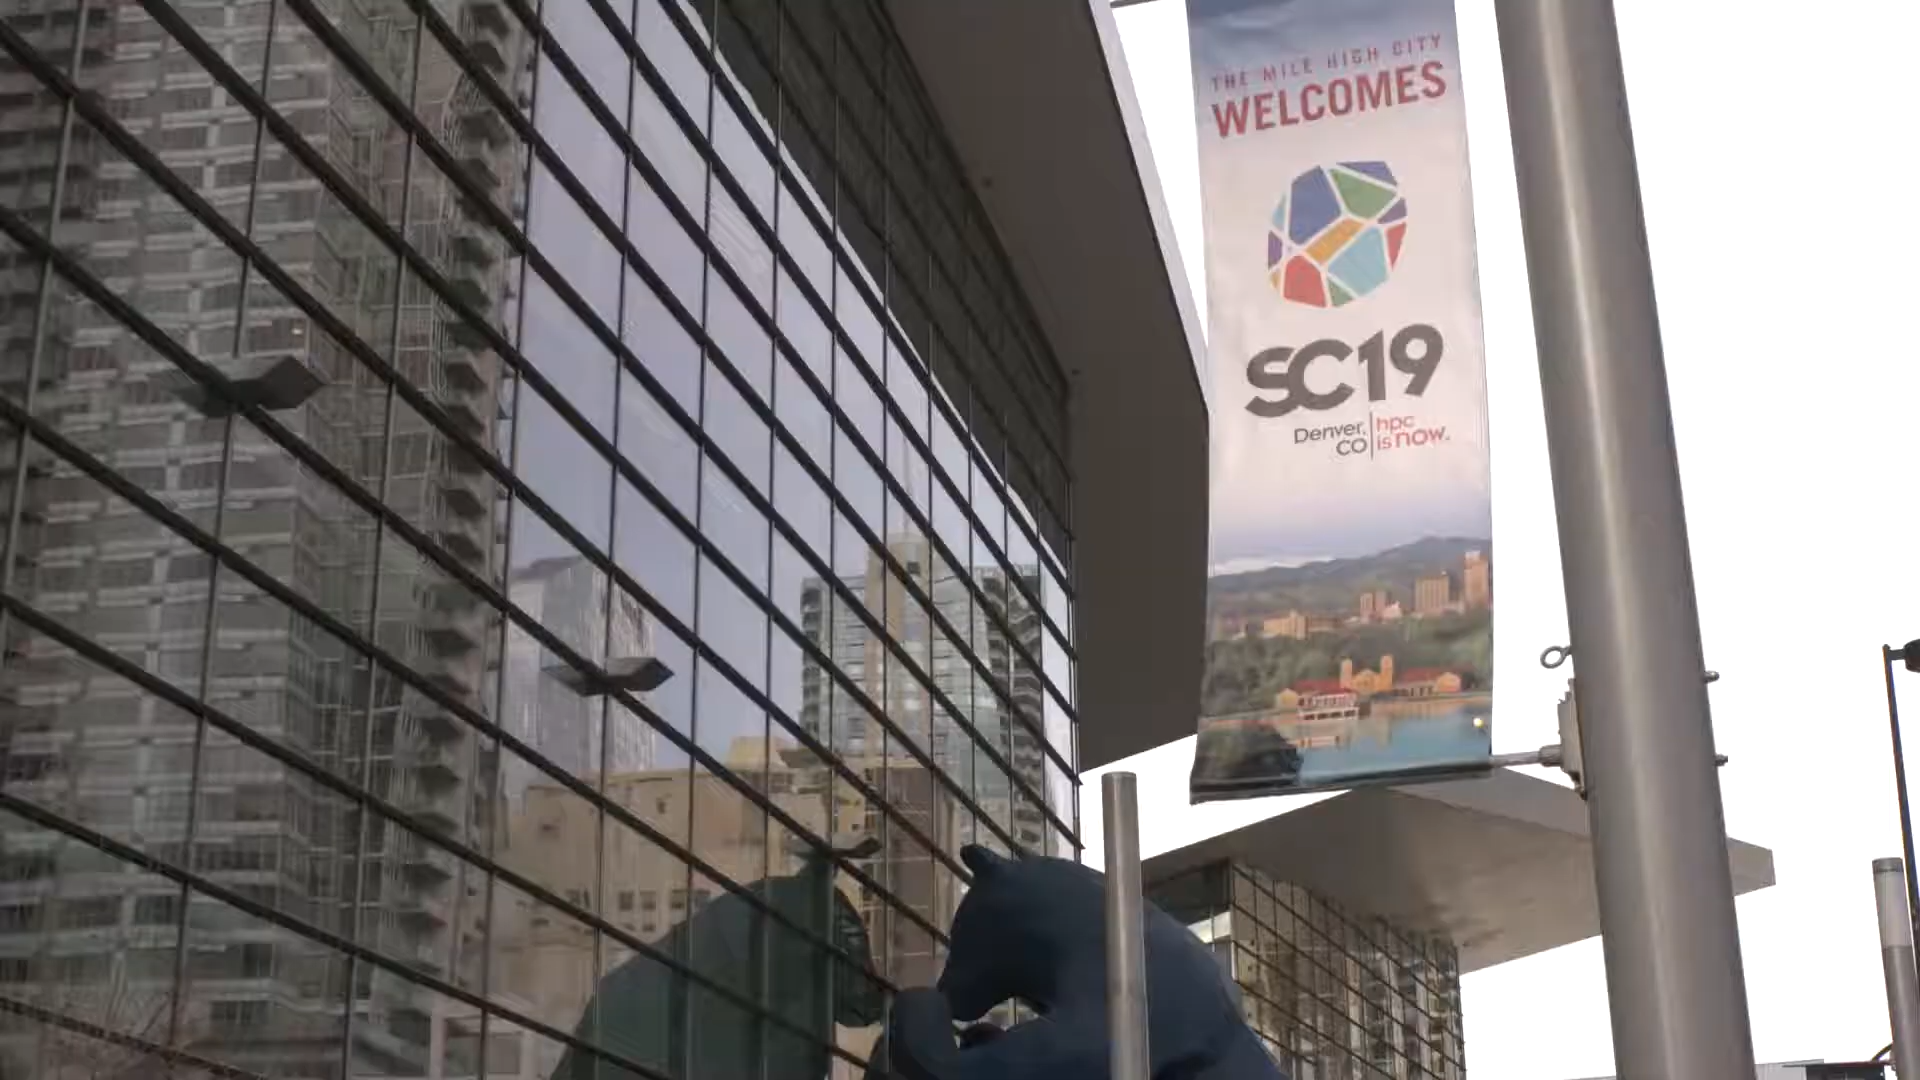 THE MILE HIGH CITY
WELCOMES
SC19
Denver, CO
hpc is now.